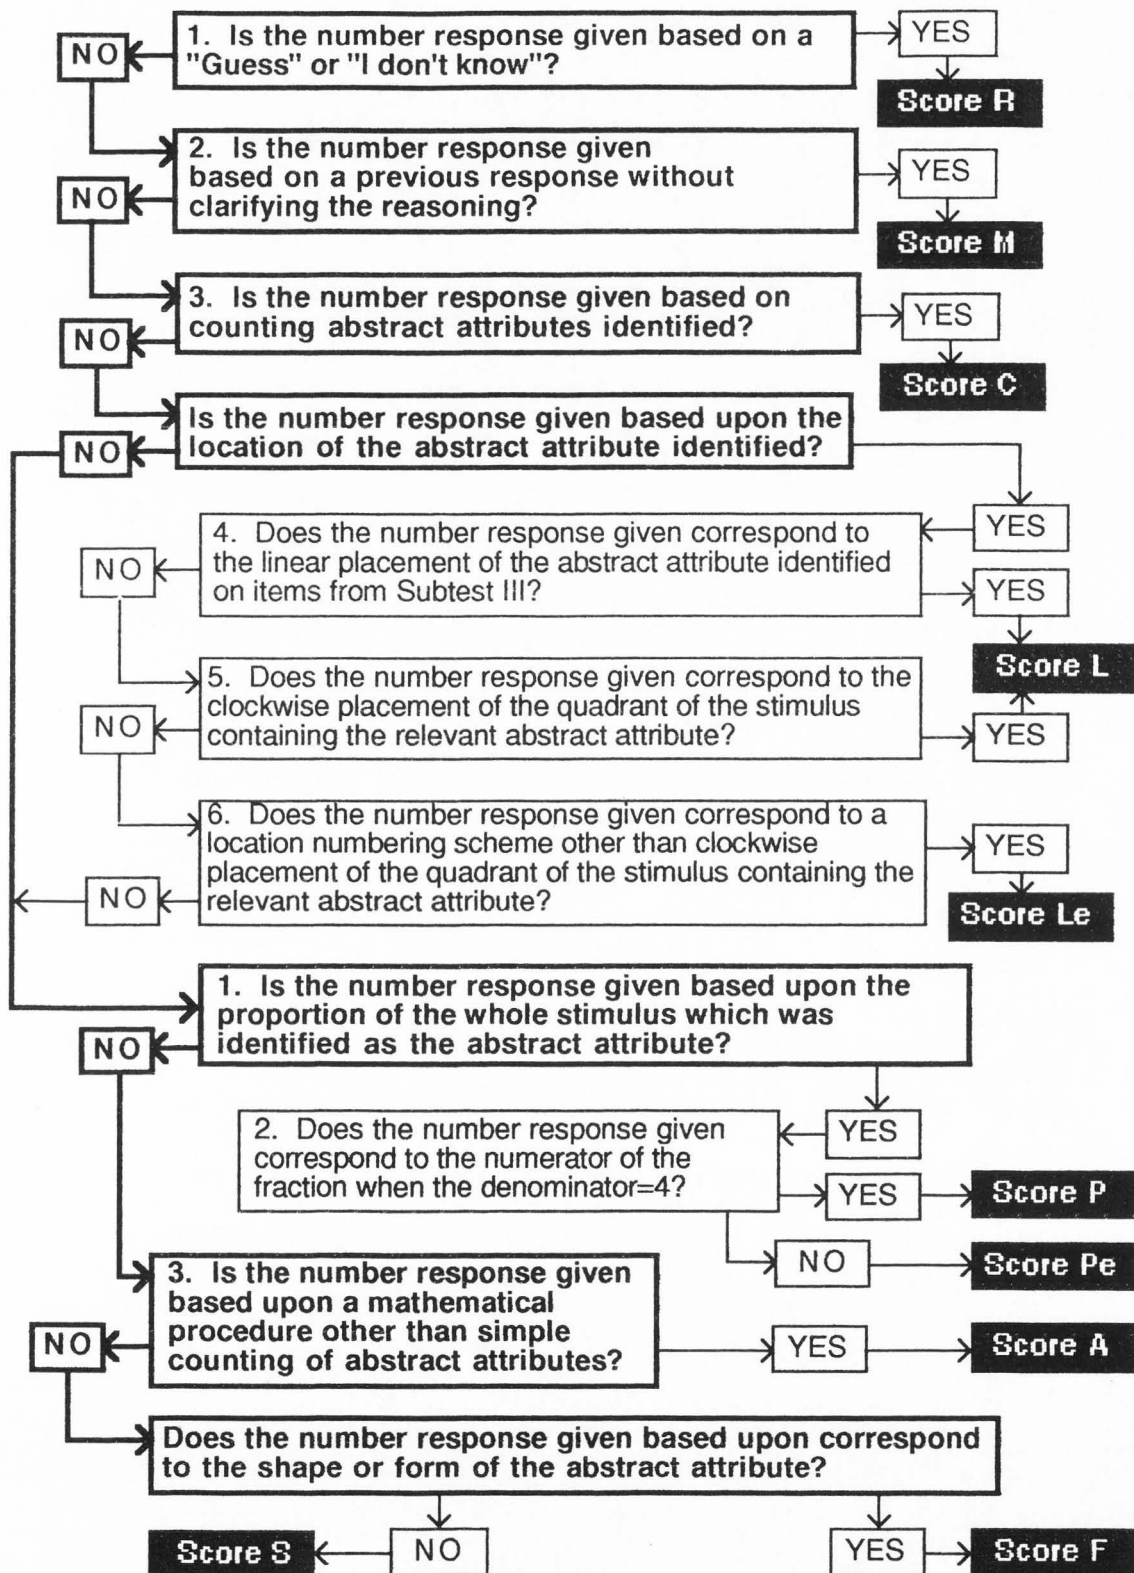 1. Is the number response given based on a
"Guess" or "I don't know"?
YES
NO
Score R
2. Is the number response given
based on a previous response without
clarifying the reasoning?
YES
NO
Score M
3. Is the number response given based on
counting abstract attributes identified?
YES
NO
Score C
Is the number response given based upon the
location of the abstract attribute identified?
NO
YES
4. Does the number response given correspond to
the linear placement of the abstract attribute identified
on items from Subtest III?
NO
YES
Score L
5. Does the number response given correspond to the
clockwise placement of the quadrant of the stimulus
containing the relevant abstract attribute?
NO
YES
6. Does the number response given correspond to a
location numbering scheme other than clockwise
placement of the quadrant of the stimulus containing the
relevant abstract attribute?
YES
NO
Score Le
1. Is the number response given based upon the
proportion of the whole stimulus which was
identified as the abstract attribute?
NO
YES
2. Does the number response given
correspond to the numerator of the
fraction when the denominator=4?
YES
Score P
NO
Score Pe
3. Is the number response given
based upon a mathematical
procedure other than simple
counting of abstract attributes?
NO
YES
Score A
Does the number response given based upon correspond
to the shape or form of the abstract attribute?
Score S
NO
YES
Score F